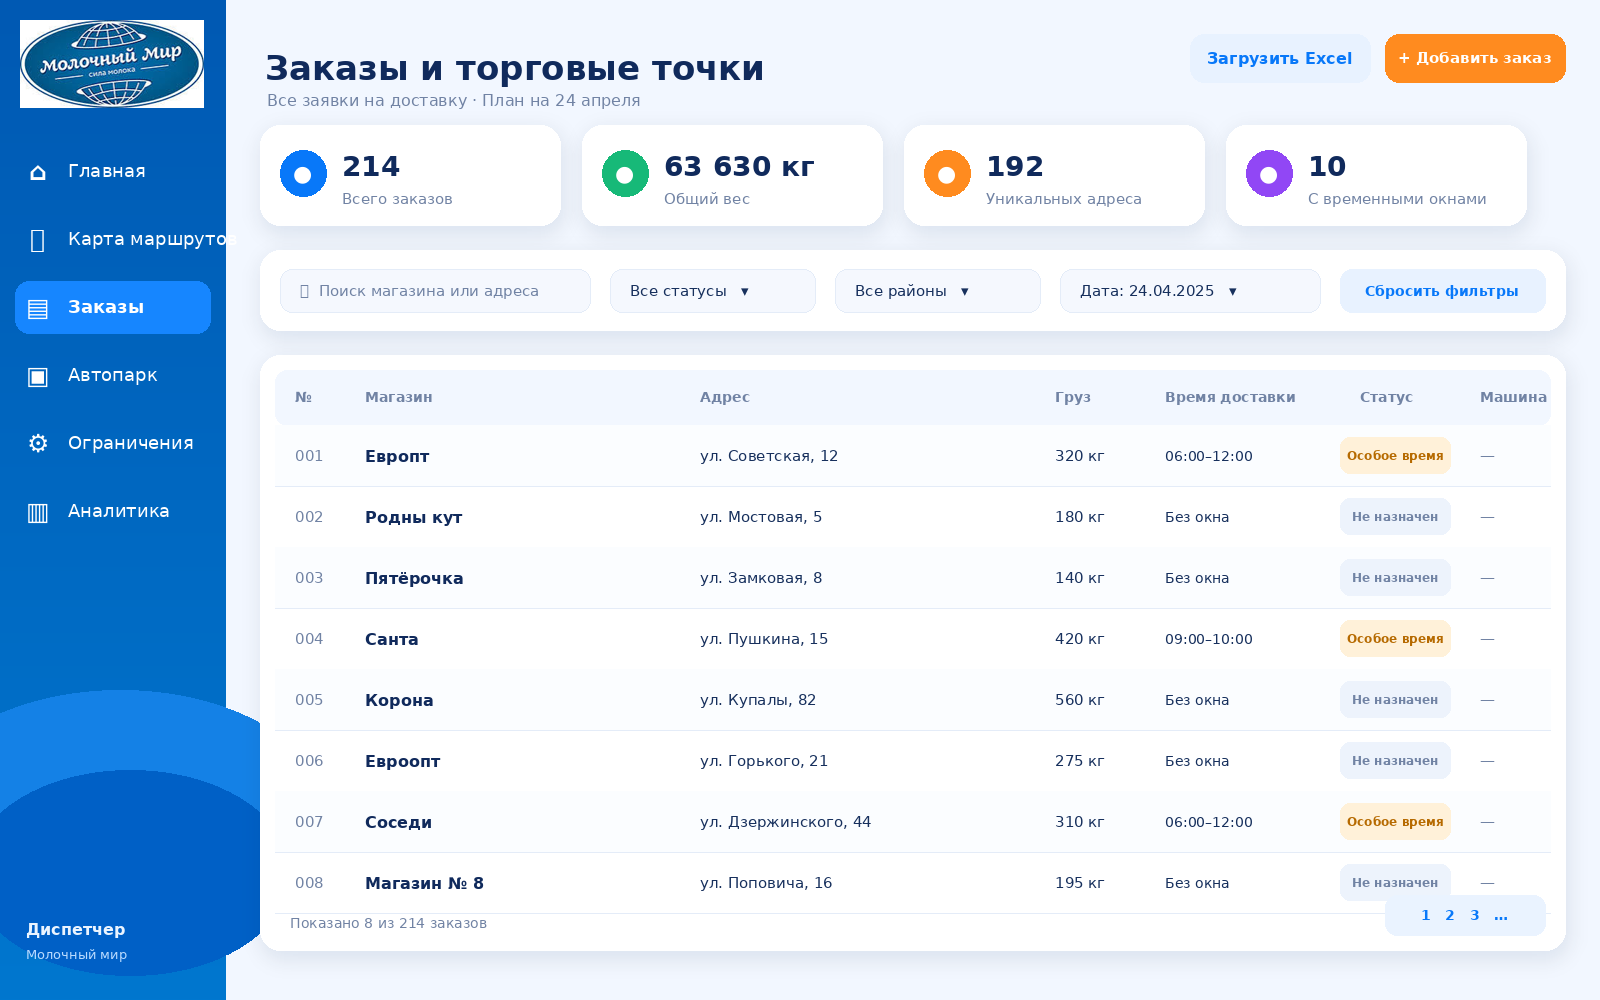 Молочный Мир
сила молока
Главная
Карта маршрутов
Заказы
Автопарк
Ограничения
Аналитика
Диспетчер
Молочный мир
Заказы и торговые точки
Все заявки на доставку · План на 24 апреля
Загрузить Excel
+ Добавить заказ
214
Всего заказов
63 630 кг
Общий вес
192
Уникальных адреса
10
С временными окнами
Поиск магазина или адреса
Все статусы ▾
Все районы ▾
Дата: 24.04.2025 ▾
Сбросить фильтры
№ Магазин Адрес Груз Время доставки Статус Машина
001 Европт ул. Советская, 12 320 кг 06:00–12:00 Особое время —
002 Родны кут ул. Мостовая, 5 180 кг Без окна Не назначен —
003 Пятёрочка ул. Замковая, 8 140 кг Без окна Не назначен —
004 Санта ул. Пушкина, 15 420 кг 09:00–10:00 Особое время —
005 Корона ул. Купалы, 82 560 кг Без окна Не назначен —
006 Евроопт ул. Горького, 21 275 кг Без окна Не назначен —
007 Соседи ул. Дзержинского, 44 310 кг 06:00–12:00 Особое время —
008 Магазин № 8 ул. Поповича, 16 195 кг Без окна Не назначен —
Показано 8 из 214 заказов
1 2 3 ...